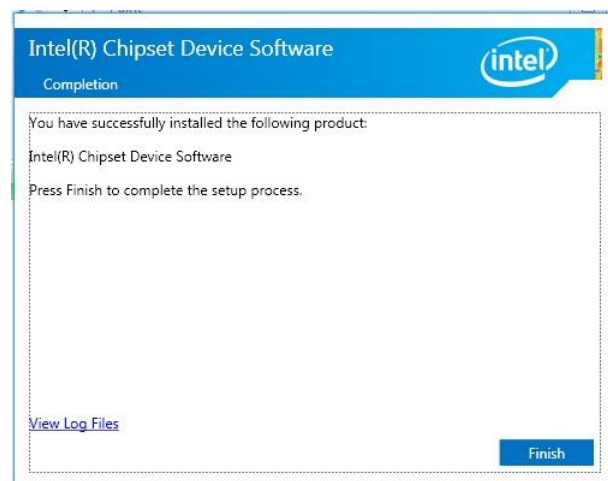 Intel(R) Chipset Device Software
intel
Completion
You have successfully installed the following product:
Intel(R) Chipset Device Software
Press Finish to complete the setup process.
View Log Files
Finish